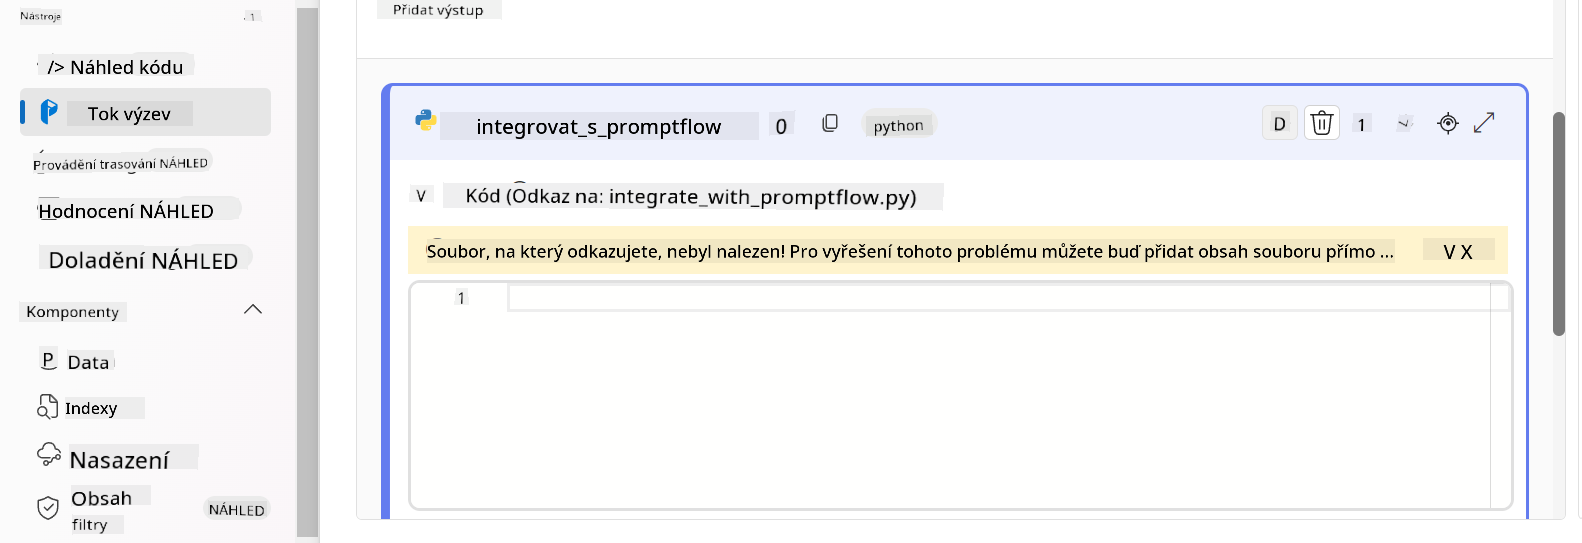 Nástroje
1
/> Náhled kódu
Tok výzev
Provádění trasování NÁHLED
Hodnocení NÁHLED
Doladění NÁHLED
Komponenty
P Data
Indexy
Nasazení
Obsah
filtry
NÁHLED
Přidat výstup
integrovat_s_promptflow 0 python D 1
V Kód (Odkaz na: integrate_with_promptflow.py)
Soubor, na který odkazujete, nebyl nalezen! Pro vyřešení tohoto problému můžete buď přidat obsah souboru přímo ... V X
1